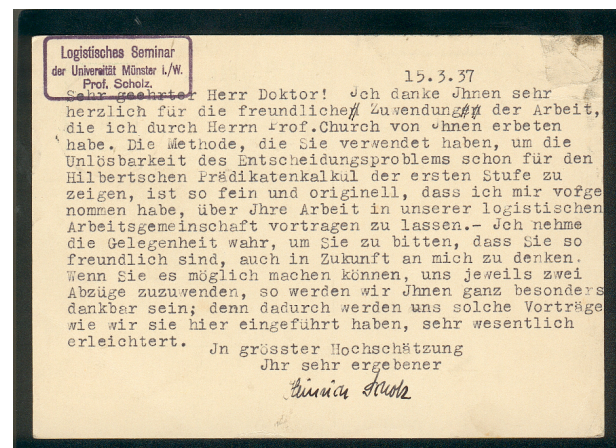 Logistisches Seminar
der Universität Münster i./W.
Prof. Scholz.
15.3.37
Sehr geehrter Herr Doktor! Jch danke Jhnen sehr
herzlich für die freundliche Zuwendung der Arbeit,
die ich durch Herrn Prof.Church von Jhnen erbeten
habe. Die Methode, die Sie verwendet haben, um die
Unlösbarkeit des Entscheidungsproblems schon für den
Hilbertschen Prädikatenkalkül der ersten Stufe zu
zeigen, ist so fein und originell, dass ich mir vorge
nommen habe, über Jhre Arbeit in unserer logistischen
Arbeitsgemeinschaft vortragen zu lassen.- Jch nehme
die Gelegenheit wahr, um Sie zu bitten, dass Sie so
freundlich sind, auch in Zukunft an mich zu denken.
Wenn Sie es möglich machen können, uns jeweils zwei
Abzüge zuzuwenden, so werden wir Jhnen ganz besonders
dankbar sein; denn dadurch werden uns solche Vorträge
wie wir sie hier eingeführt haben, sehr wesentlich
erleichtert.
Jn grösster Hochschätzung
Jhr sehr ergebener
Heinrich Scholz